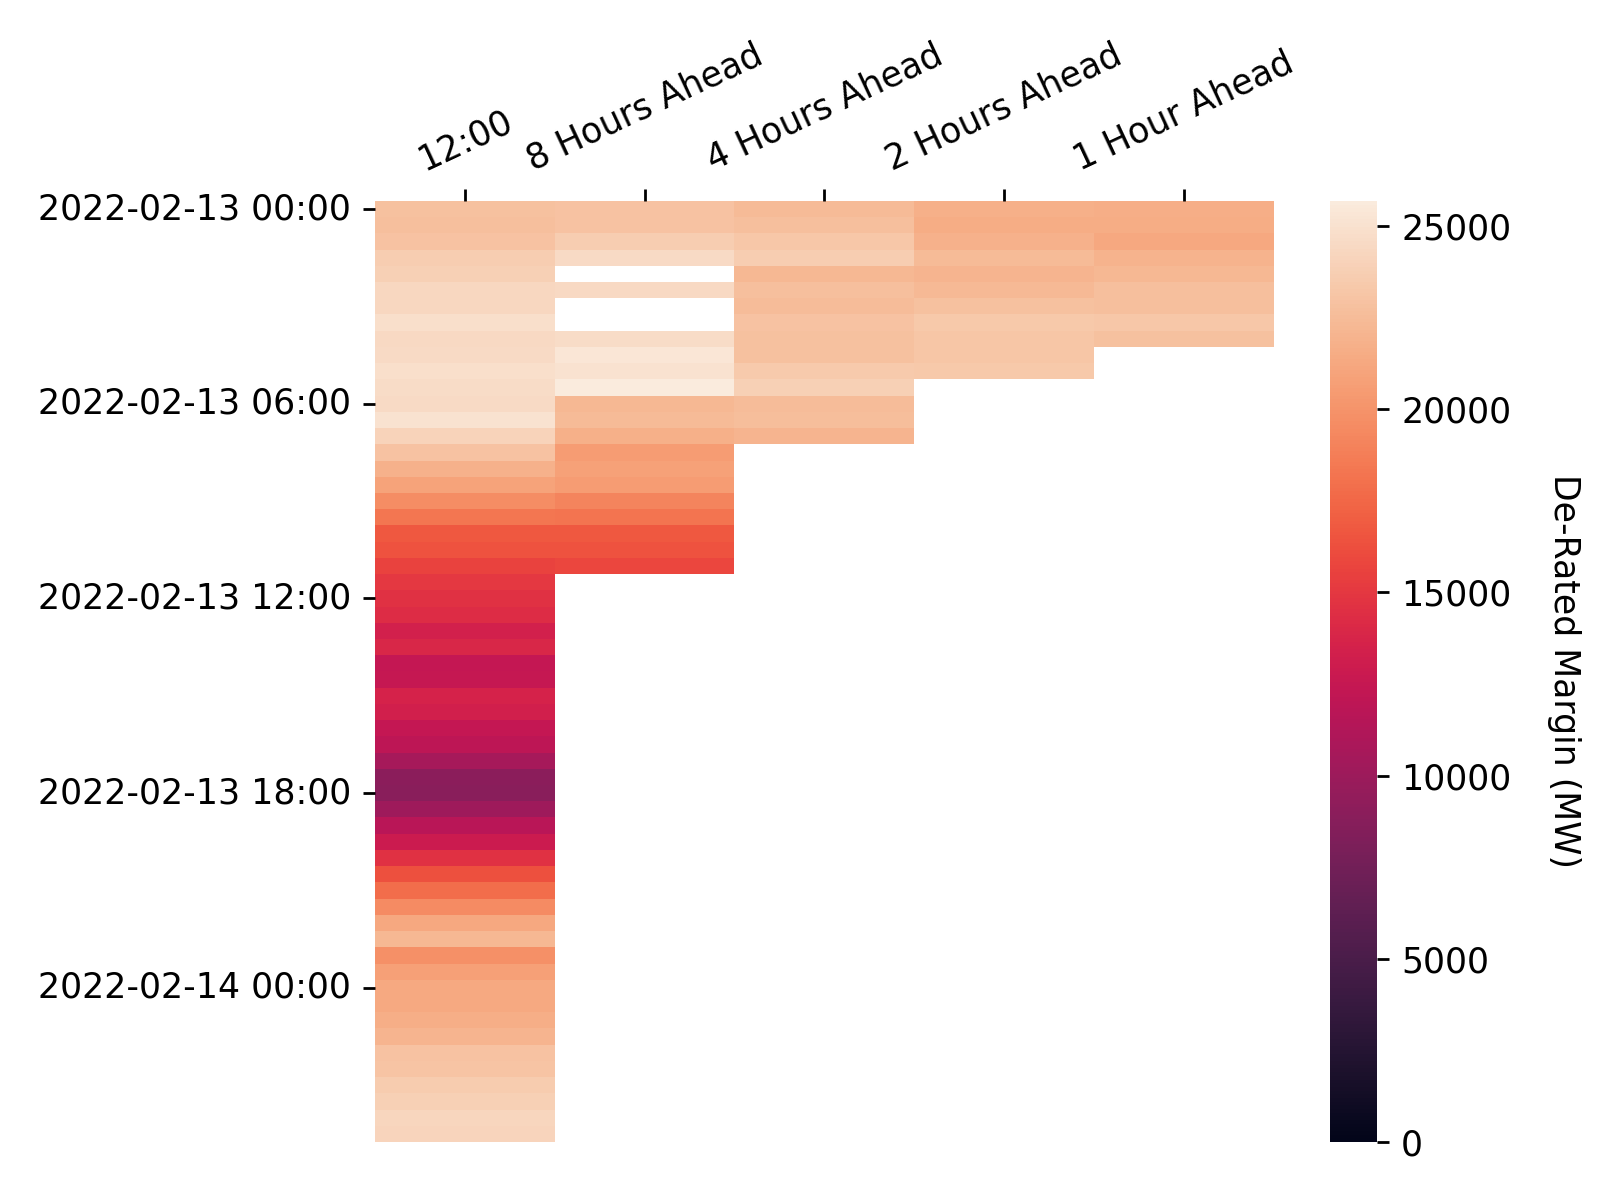 12:00
8 Hours Ahead
4 Hours Ahead
2 Hours Ahead
1 Hour Ahead
2022-02-13 00:00
2022-02-13 06:00
2022-02-13 12:00
2022-02-13 18:00
2022-02-14 00:00
25000
20000
15000
10000
5000
0
De-Rated Margin (MW)